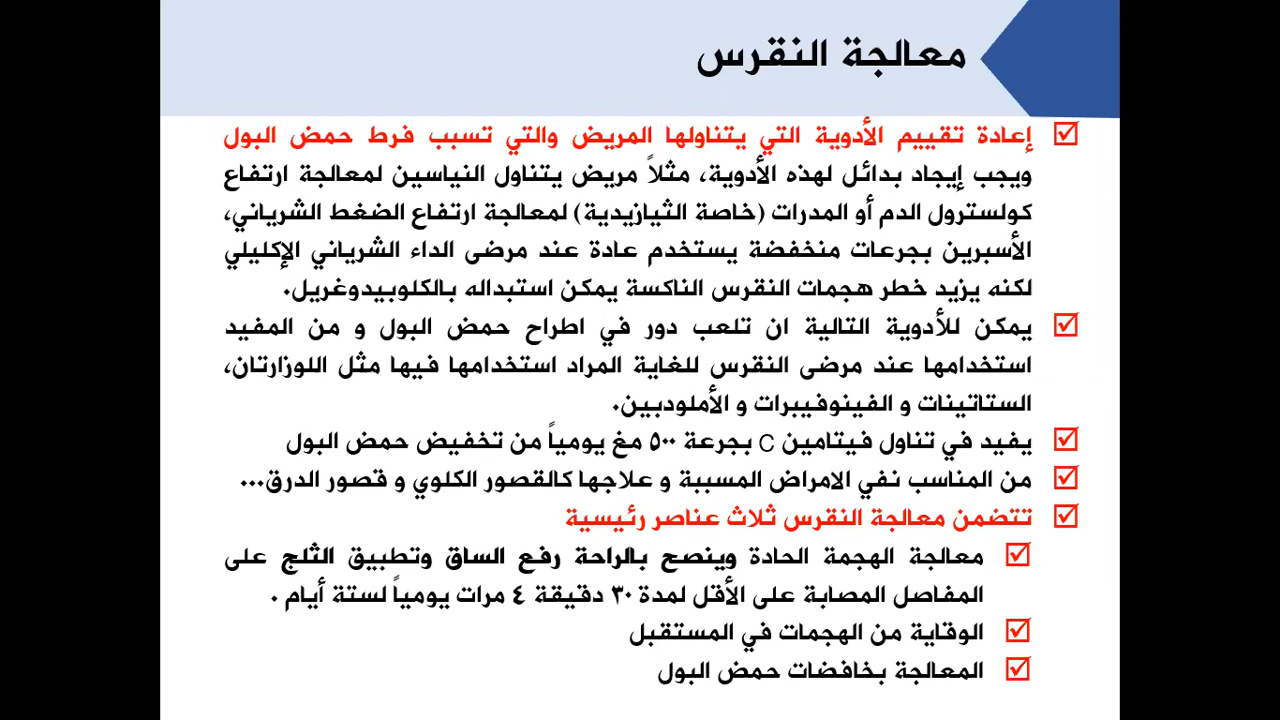 معالجة النقرس
إعادة تقييم الأدوية التي يتناولها المريض والتي تسبب فرط حمض البول
ويجب إيجاد بدائل لهذه الأدوية، مثلاً مريض يتناول النياسين لمعالجة ارتفاع
كولسترول الدم أو المدرات (خاصة الثيازيدية) لمعالجة ارتفاع الضغط الشرياني،
الأسبرين بجرعات منخفضة يستخدم عادة عند مرضى الداء الشرياني الإكليلي
لكنه يزيد خطر هجمات النقرس الناكسة يمكن استبداله بالكلوبيدوغريل.
يمكن للأدوية التالية ان تلعب دور في اطراح حمض البول و من المفيد
استخدامها عند مرضى النقرس للغاية المراد استخدامها فيها مثل اللوزارتان،
الستاتينات و الفينوفيبرات و الأملودبين.
يفيد في تناول فيتامين C بجرعة ٥٠٠ مغ يومياً من تخفيض حمض البول
من المناسب نفي الامراض المسببة و علاجها كالقصور الكلوي و قصور الدرق...
تتضمن معالجة النقرس ثلاث عناصر رئيسية
معالجة الهجمة الحادة وينصح بالراحة رفع الساق وتطبيق الثلج على
المفاصل المصابة على الأقل لمدة ٣٠ دقيقة ٤ مرات يومياً لستة أيام .
الوقاية من الهجمات في المستقبل
المعالجة بخافضات حمض البول